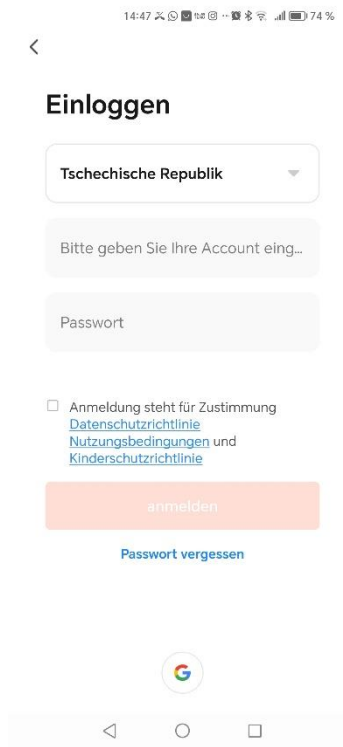 14:47 74 %
Einloggen
Tschechische Republik
Bitte geben Sie Ihre Account eing...
Passwort
Anmeldung steht für Zustimmung
Datenschutzrichtlinie
Nutzungsbedingungen und
Kinderschutzrichtlinie
anmelden
Passwort vergessen